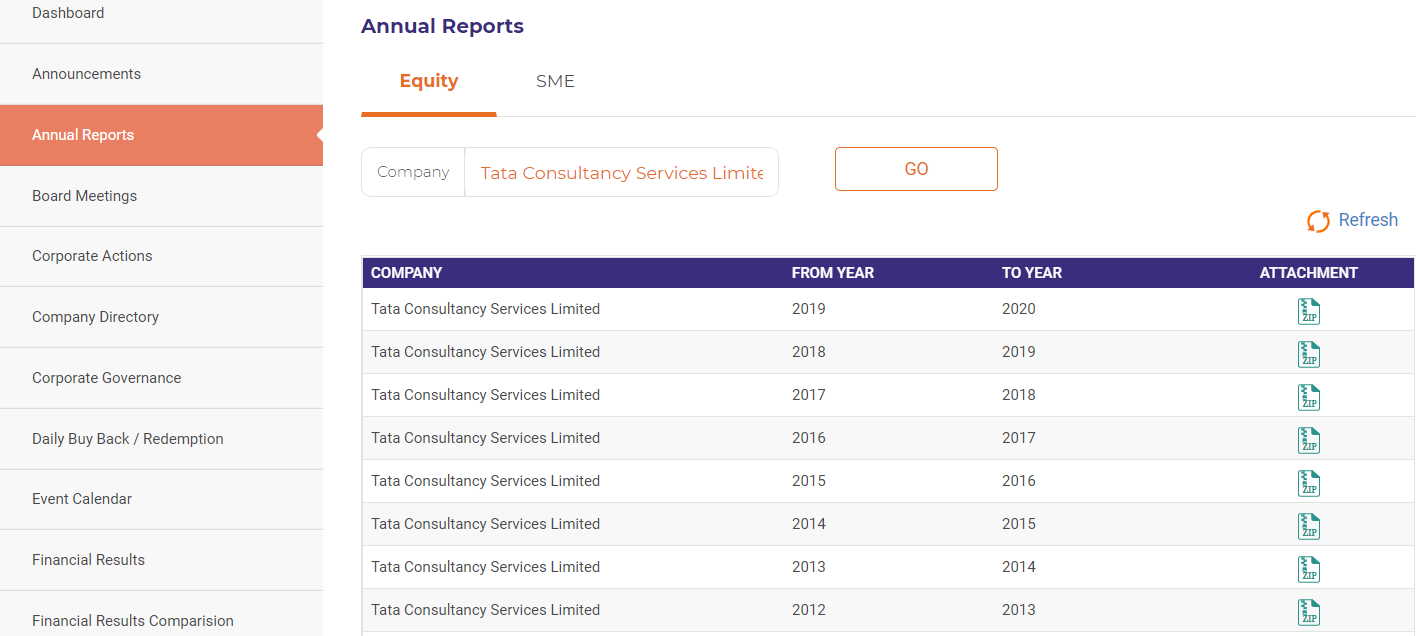 Dashboard
Announcements
Annual Reports
Board Meetings
Corporate Actions
Company Directory
Corporate Governance
Daily Buy Back / Redemption
Event Calendar
Financial Results
Financial Results Comparision
Annual Reports
Equity SME
Company Tata Consultancy Services Limite GO
Refresh
COMPANY FROM YEAR TO YEAR ATTACHMENT
Tata Consultancy Services Limited 2019 2020 ZIP
Tata Consultancy Services Limited 2018 2019 ZIP
Tata Consultancy Services Limited 2017 2018 ZIP
Tata Consultancy Services Limited 2016 2017 ZIP
Tata Consultancy Services Limited 2015 2016 ZIP
Tata Consultancy Services Limited 2014 2015 ZIP
Tata Consultancy Services Limited 2013 2014 ZIP
Tata Consultancy Services Limited 2012 2013 ZIP